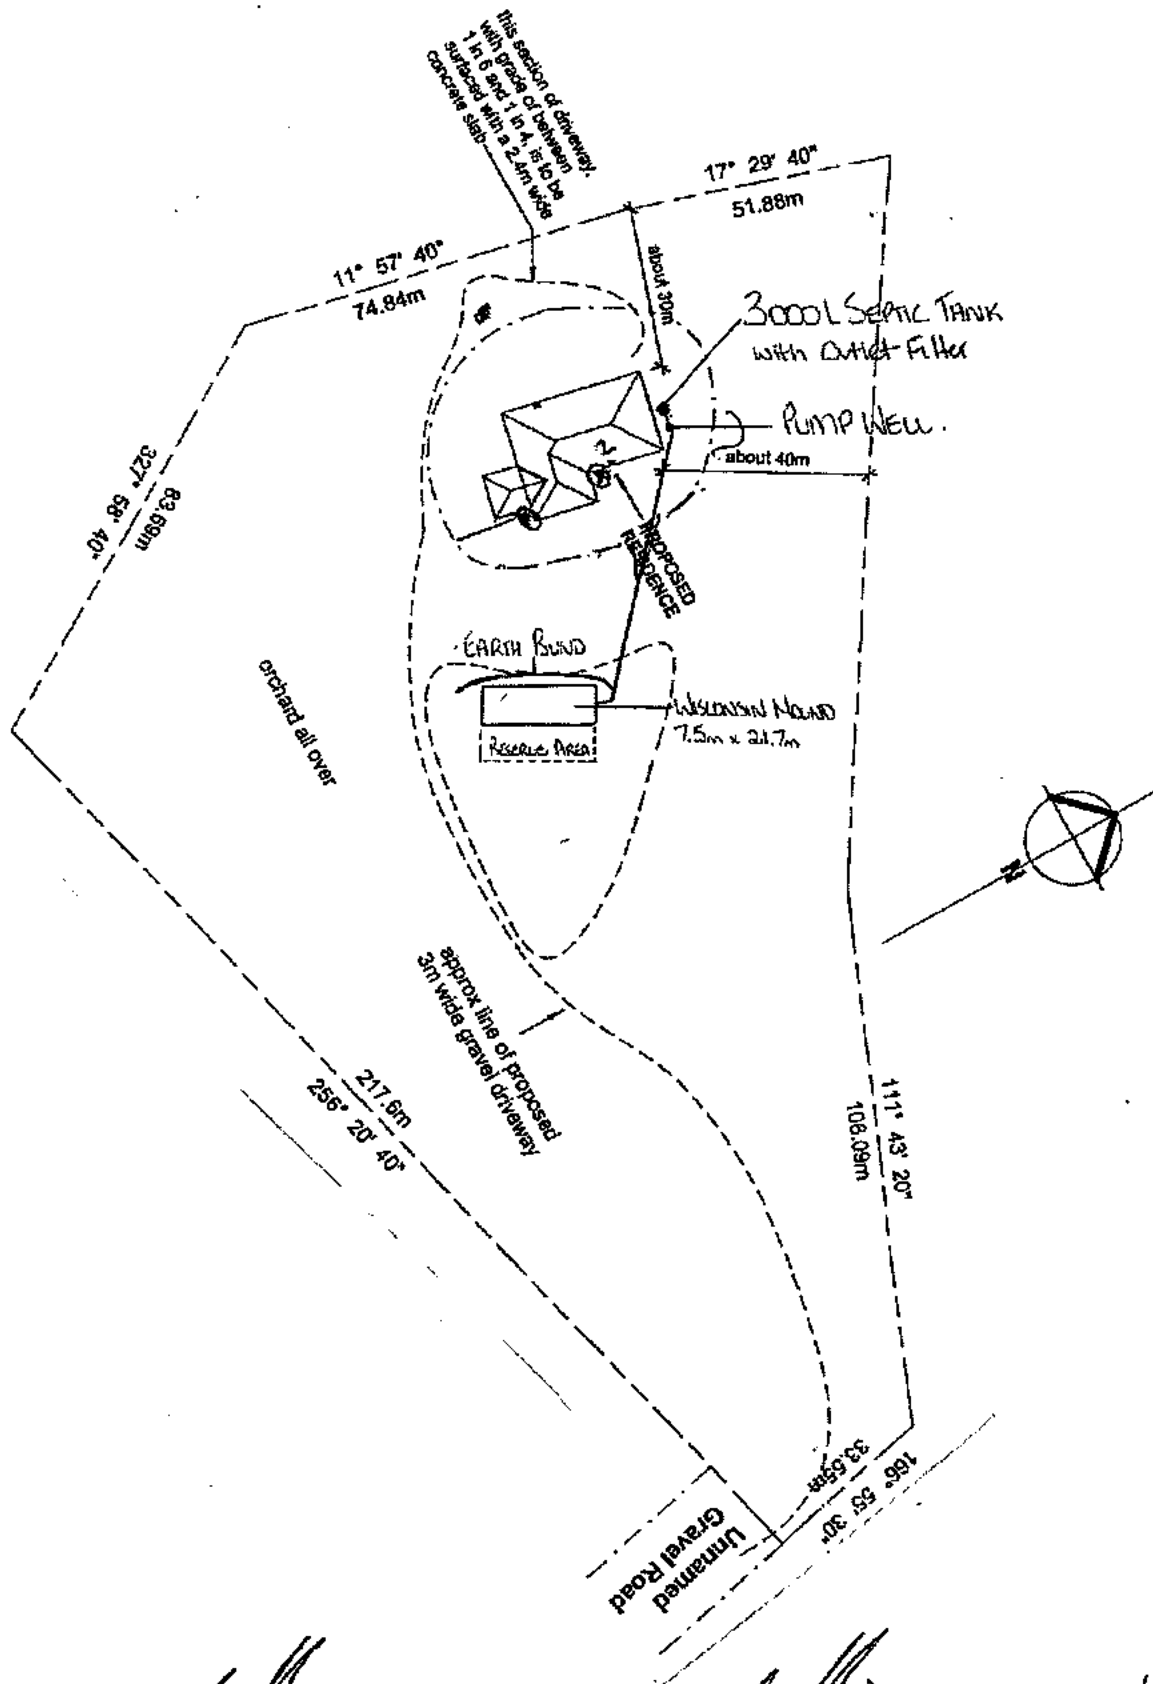 this section of driveway,
with grade of between
1 in 6 and 1 in 4, is to be
surfaced with a 2.4m wide
concrete slab
17° 29' 40"
51.88m
11° 57' 40"
74.84m
about 30m
3000L SEPTIC TANK
with Outlet Filter
PUMP WELL.
about 40m
327° 58' 40"
83.69m
PROPOSED
RESIDENCE
EARTH BUND
orchard all over
WISCONSIN MOUND
7.5m x 21.7m
RESERVE AREA
N
approx line of proposed
3m wide gravel driveway
217.6m
256° 20' 40"
111° 43' 20"
106.09m
33.55m
166° 55' 30"
Unnamed
Gravel Road